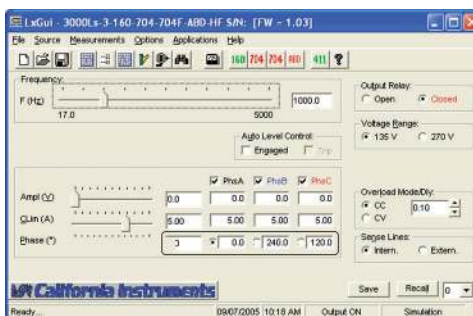 LxGui - 3000Ls-3-160-704-704F-ABD-HF S/N: [FW - 1.03]
File Source Measurements Options Applications Help
160 704 704 ABD 411 ?
Frequency:
F (Hz)
17.0 5000
1000.0
Output Relay:
Open. Closed
Voltage Range:
135 V 270 V
Auto Level Control:
Engaged Trip
PhsA PhsB PhsC
Ampl (V) 0.0 0.0 0.0 0.0
CLim (A) 5.00 5.00 5.00 5.00
Phase (°) 0.0 240.0 120.0
Overload Mode/Dly:
CC 0.10
CV
Sense Lines:
Intern. Extern.
California Instruments
Save Recall 0
Ready... 09/07/2005 10:18 AM Output ON Simulation